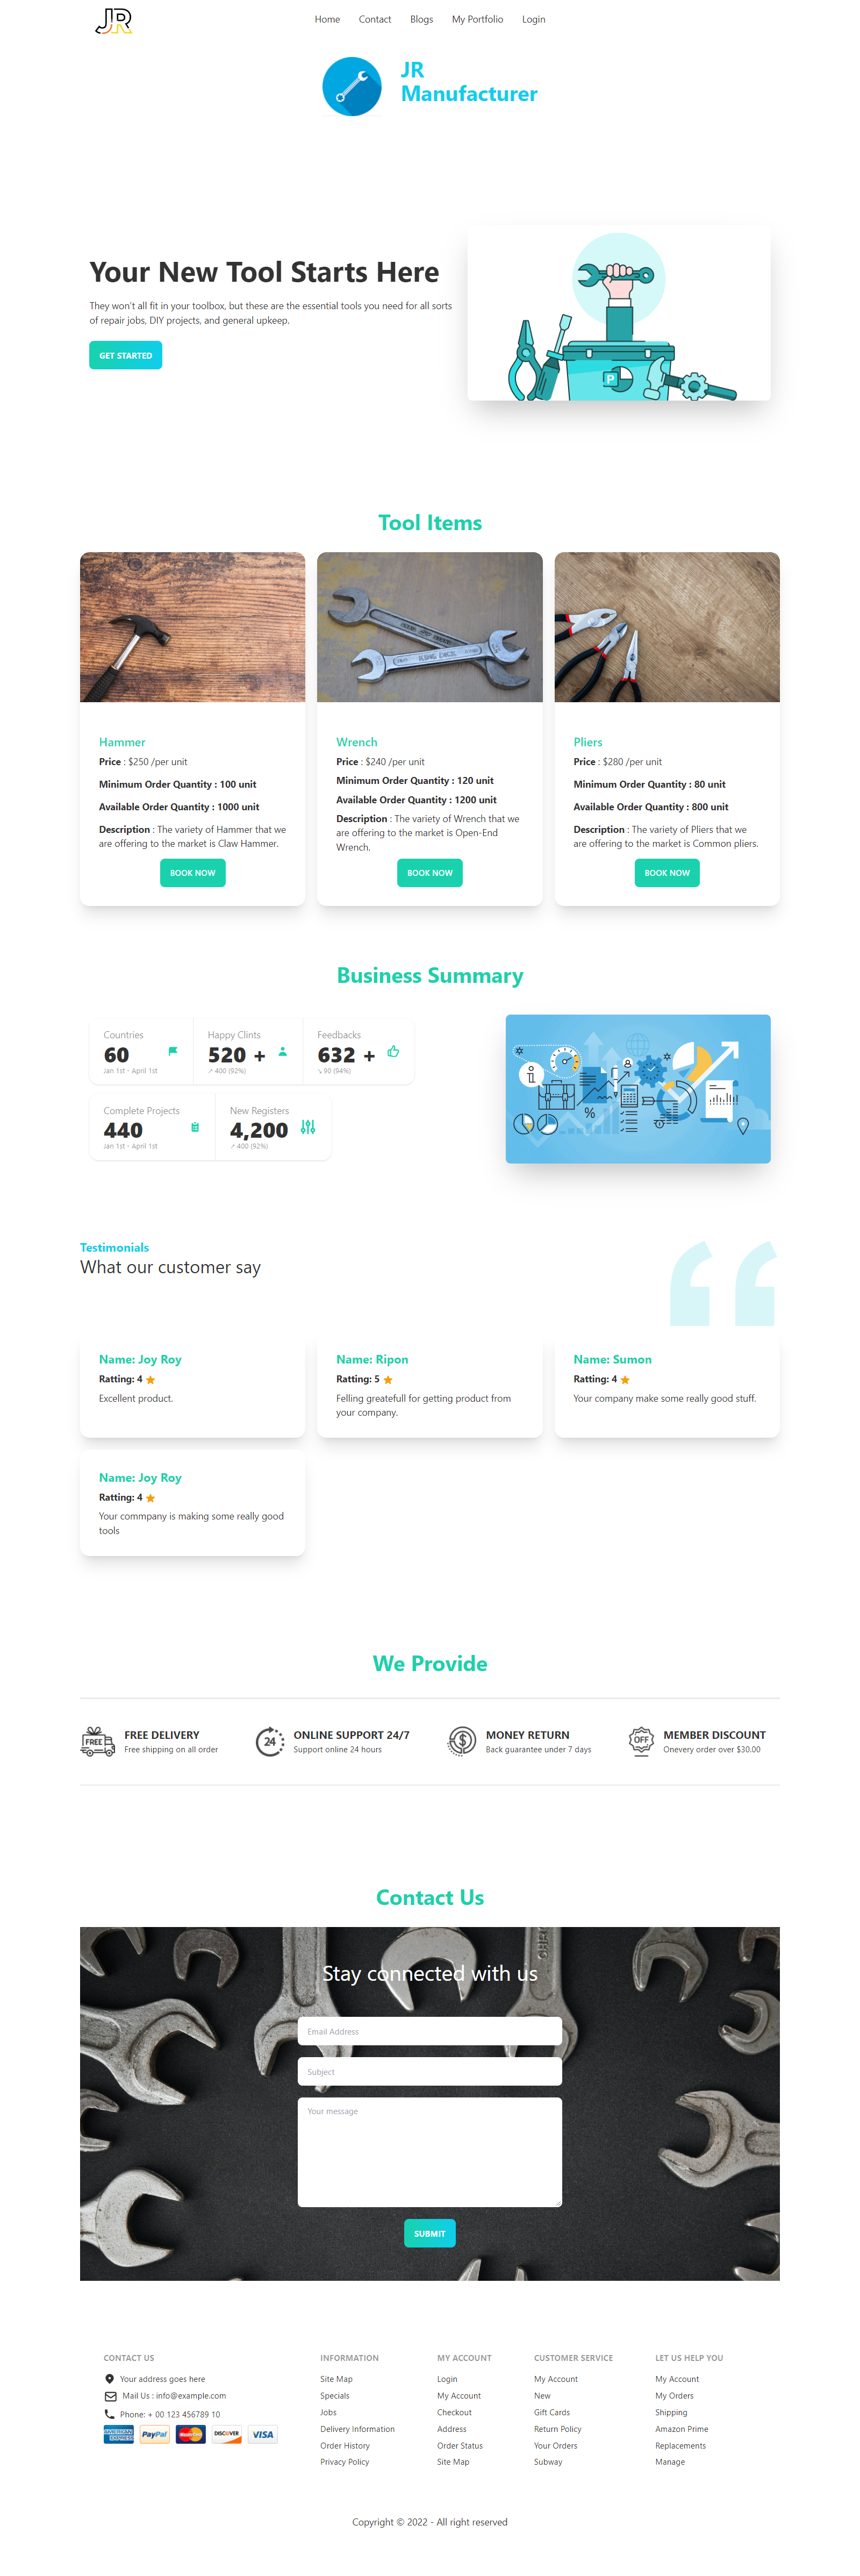 JR
Home Contact Blogs My Portfolio Login
JR
Manufacturer
Your New Tool Starts Here
They won't all fit in your toolbox, but these are the essential tools you need for all sorts
of repair jobs, DIY projects, and general upkeep.
GET STARTED
P
Tool Items
Hammer
Price : $250 /per unit
Minimum Order Quantity : 100 unit
Available Order Quantity : 1000 unit
Description : The variety of Hammer that we
are offering to the market is Claw Hammer.
BOOK NOW
Wrench
Price : $240 /per unit
Minimum Order Quantity : 120 unit
Available Order Quantity : 1200 unit
Description : The variety of Wrench that we
are offering to the market is Open-End
Wrench.
BOOK NOW
Pliers
Price : $280 /per unit
Minimum Order Quantity : 80 unit
Available Order Quantity : 800 unit
Description : The variety of Pliers that we
are offering to the market is Common pliers.
BOOK NOW
Business Summary
Countries
60
Jan 1st - April 1st
Happy Clints
520 +
↗ 400 (92%)
Feedbacks
632 +
↘ 90 (94%)
Complete Projects
440
Jan 1st - April 1st
New Registers
4,200
↗ 400 (92%)
i
%
Testimonials
What our customer say
Name: Joy Roy
Ratting: 4
Excellent product.
Name: Ripon
Ratting: 5
Felling greatefull for getting product from
your company.
Name: Sumon
Ratting: 4
Your company make some really good stuff.
Name: Joy Roy
Ratting: 4
Your commpany is making some really good
tools
We Provide
FREE
FREE DELIVERY
Free shipping on all order
24
ONLINE SUPPORT 24/7
Support online 24 hours
$
MONEY RETURN
Back guarantee under 7 days
OFF
MEMBER DISCOUNT
Onevery order over $30.00
Contact Us
Stay connected with us
Email Address
Subject
Your message
SUBMIT
CONTACT US
Your address goes here
Mail Us : info@example.com
Phone: + 00 123 456789 10
AMERICAN EXPRESS PayPal MasterCard DISCOVER VISA
INFORMATION
Site Map
Specials
Jobs
Delivery Information
Order History
Privacy Policy
MY ACCOUNT
Login
My Account
Checkout
Address
Order Status
Site Map
CUSTOMER SERVICE
My Account
New
Gift Cards
Return Policy
Your Orders
Subway
LET US HELP YOU
My Account
My Orders
Shipping
Amazon Prime
Replacements
Manage
Copyright © 2022 - All right reserved